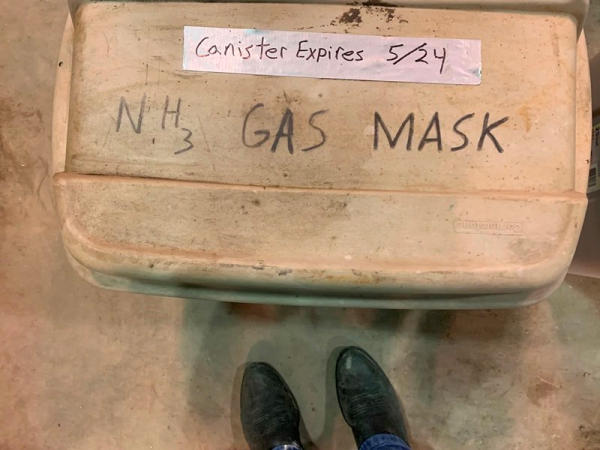 Canister Expires 5/24
NH3 GAS MASK